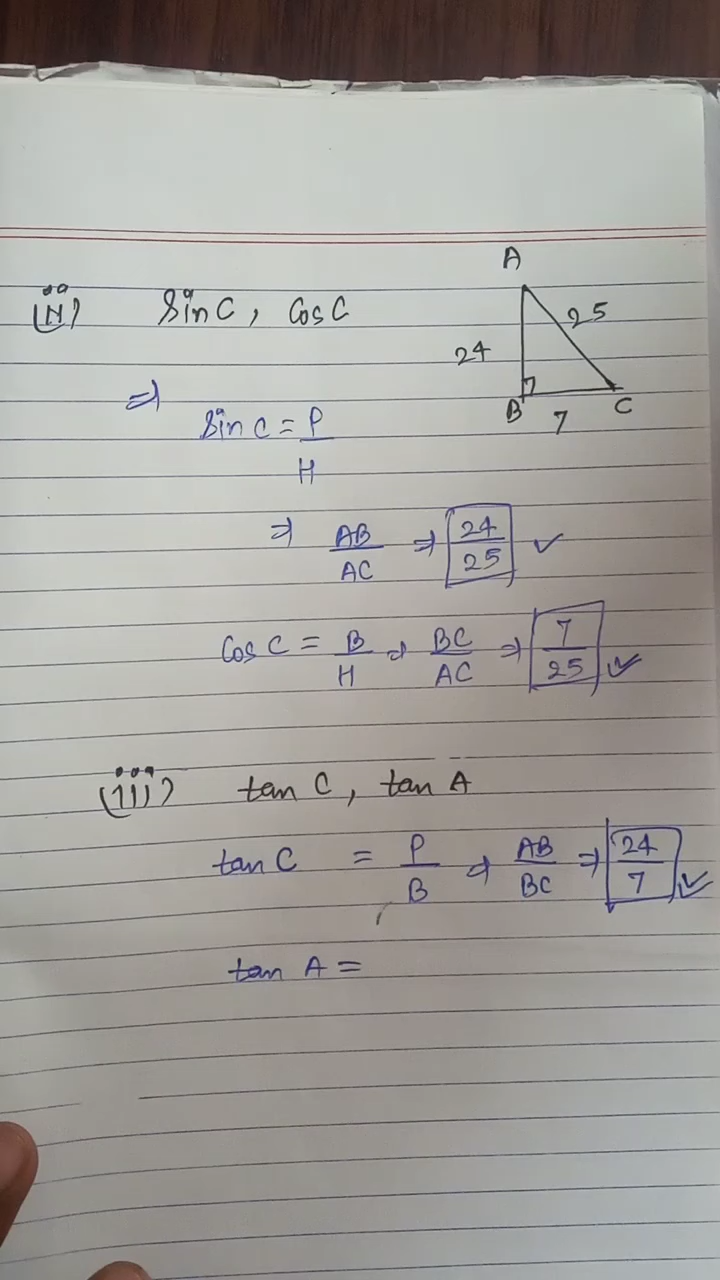 (ii) Sin C, Cos C
A
25
24
B 7 C
⇒ Sin C = P/H
⇒ AB/AC ⇒ 24/25 ✓
Cos C = B/H ⇒ BC/AC ⇒ 7/25 ✓
(iii) tan C, tan A
tan C = P/B ⇒ AB/BC ⇒ 24/7 ✓
tan A =